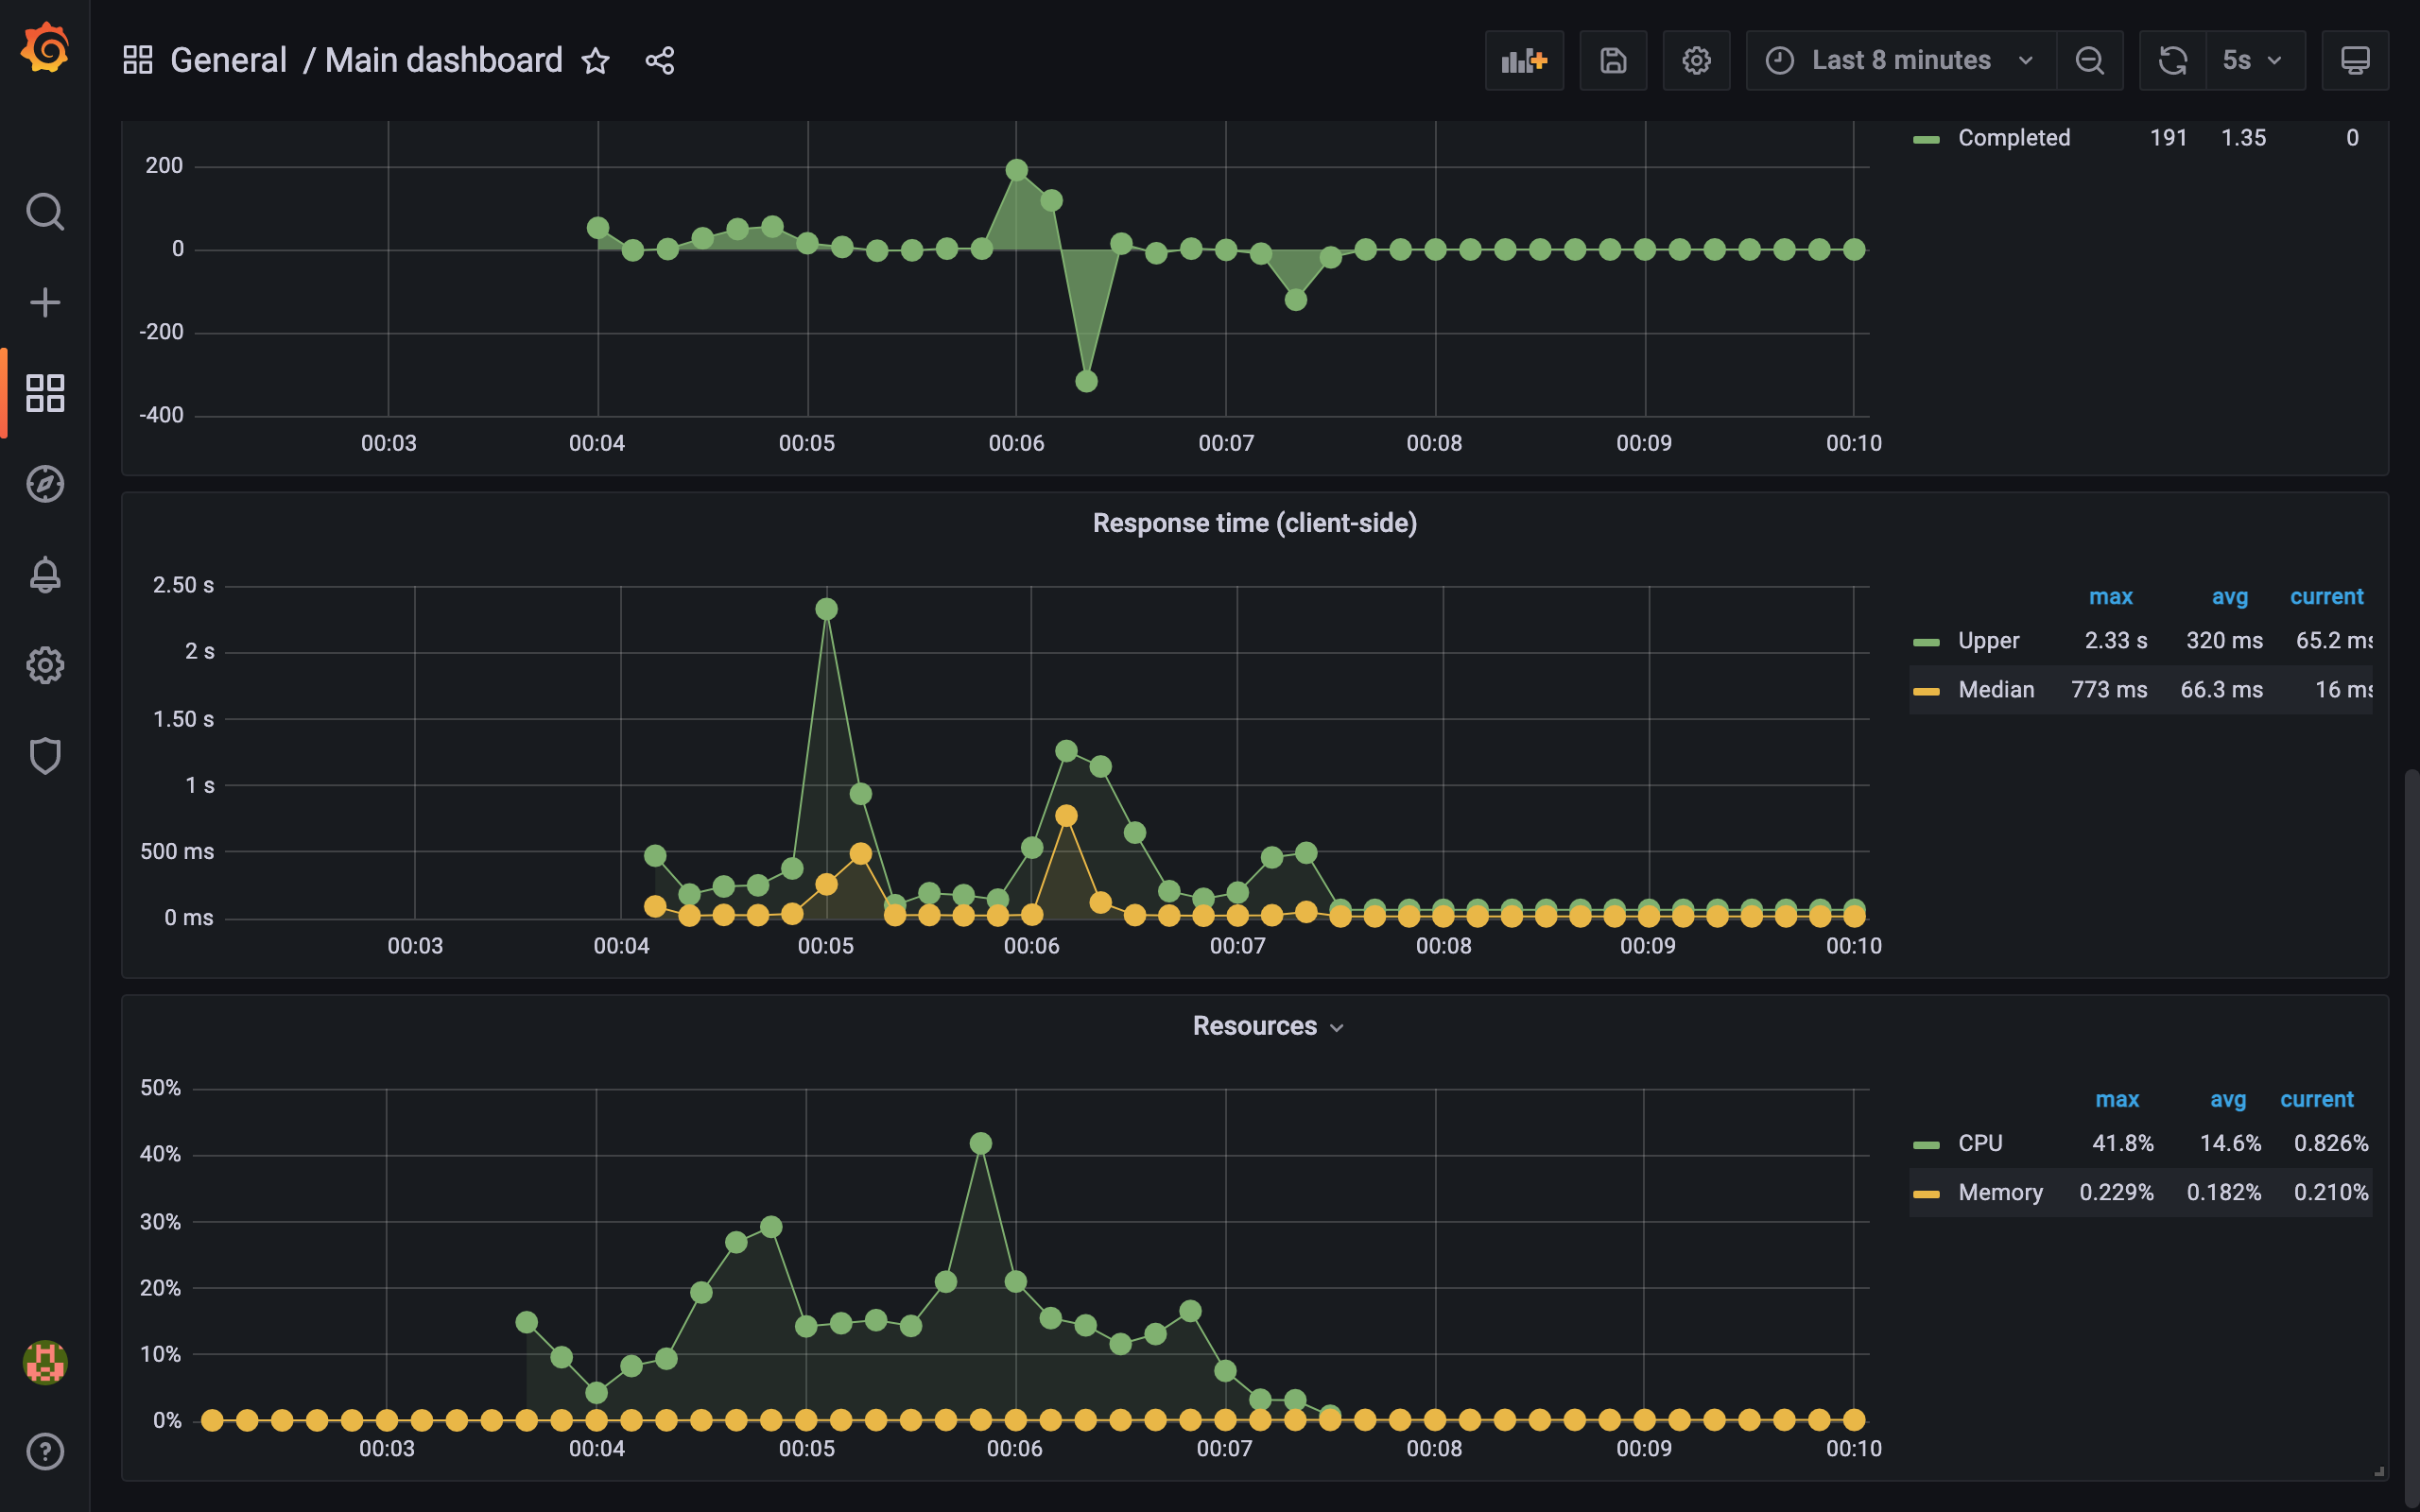 General / Main dashboard
Last 8 minutes
5s
Completed 191 1.35 0
200
0
-200
-400
00:03 00:04 00:05 00:06 00:07 00:08 00:09 00:10
Response time (client-side)
max avg current
Upper 2.33 s 320 ms 65.2 ms
Median 773 ms 66.3 ms 16 ms
2.50 s
2 s
1.50 s
1 s
500 ms
0 ms
00:03 00:04 00:05 00:06 00:07 00:08 00:09 00:10
Resources
max avg current
CPU 41.8% 14.6% 0.826%
Memory 0.229% 0.182% 0.210%
50%
40%
30%
20%
10%
0%
00:03 00:04 00:05 00:06 00:07 00:08 00:09 00:10